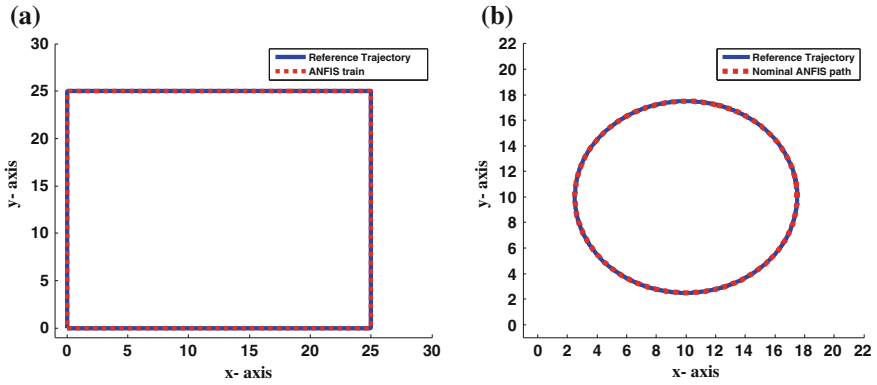 (a)
30
25
20
15
10
5
0
y- axis
Reference Trajectory
ANFIS train
0 5 10 15 20 25 30
x- axis
(b)
22
20
18
16
14
12
10
8
6
4
2
0
y- axis
Reference Trajectory
Nominal ANFIS path
0 2 4 6 8 10 12 14 16 18 20 22
x- axis